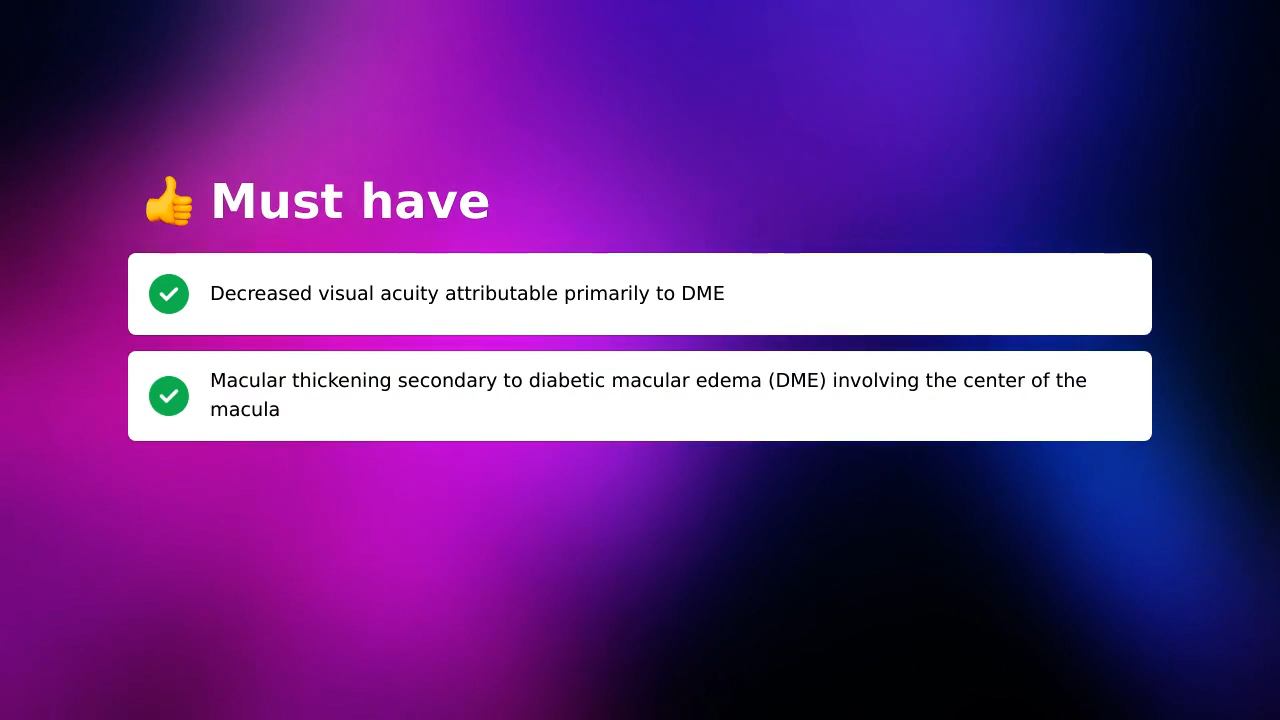 👍 Must have
Decreased visual acuity attributable primarily to DME
Macular thickening secondary to diabetic macular edema (DME) involving the center of the
macula